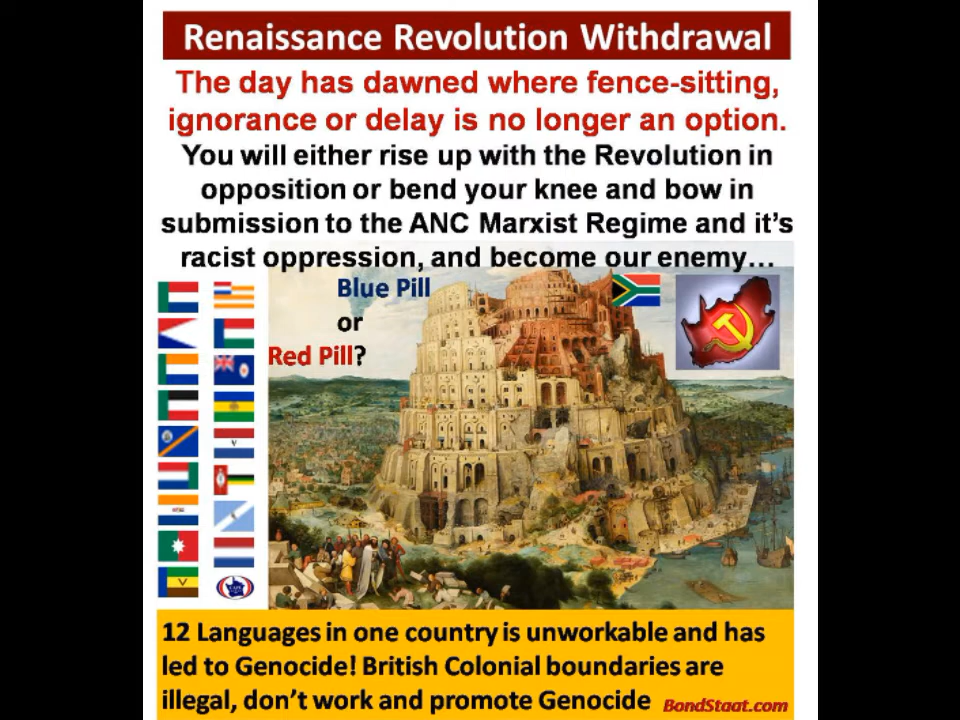 Renaissance Revolution Withdrawal
The day has dawned where fence-sitting,
ignorance or delay is no longer an option.
You will either rise up with the Revolution in
opposition or bend your knee and bow in
submission to the ANC Marxist Regime and it's
racist oppression, and become our enemy...
Blue Pill
or
Red Pill?
12 Languages in one country is unworkable and has
led to Genocide! British Colonial boundaries are
illegal, don't work and promote Genocide BondStaat.com